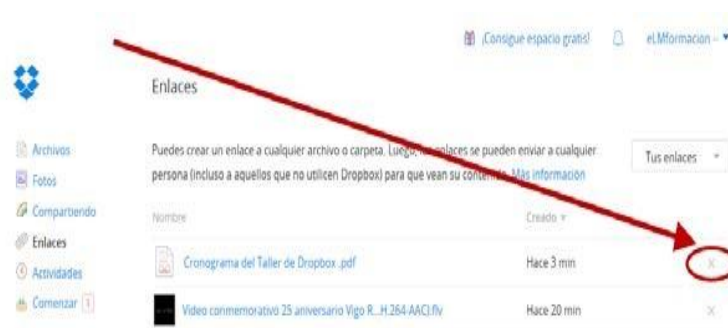 ¡Consigue espacio gratis!
eLMformacion
Enlaces
Archivos
Fotos
Compartiendo
Enlaces
Actividades
Comenzar 1
Puedes crear un enlace a cualquier archivo o carpeta. Luego, los enlaces se pueden enviar a cualquier
persona (incluso a aquellos que no utilicen Dropbox) para que vean su contenido. Más información
Tus enlaces
Nombre
Creado
Cronograma del Taller de Dropbox .pdf
Hace 3 min
Video conmemorativo 25 aniversario Vigo R...H.264-AAC).flv
Hace 20 min